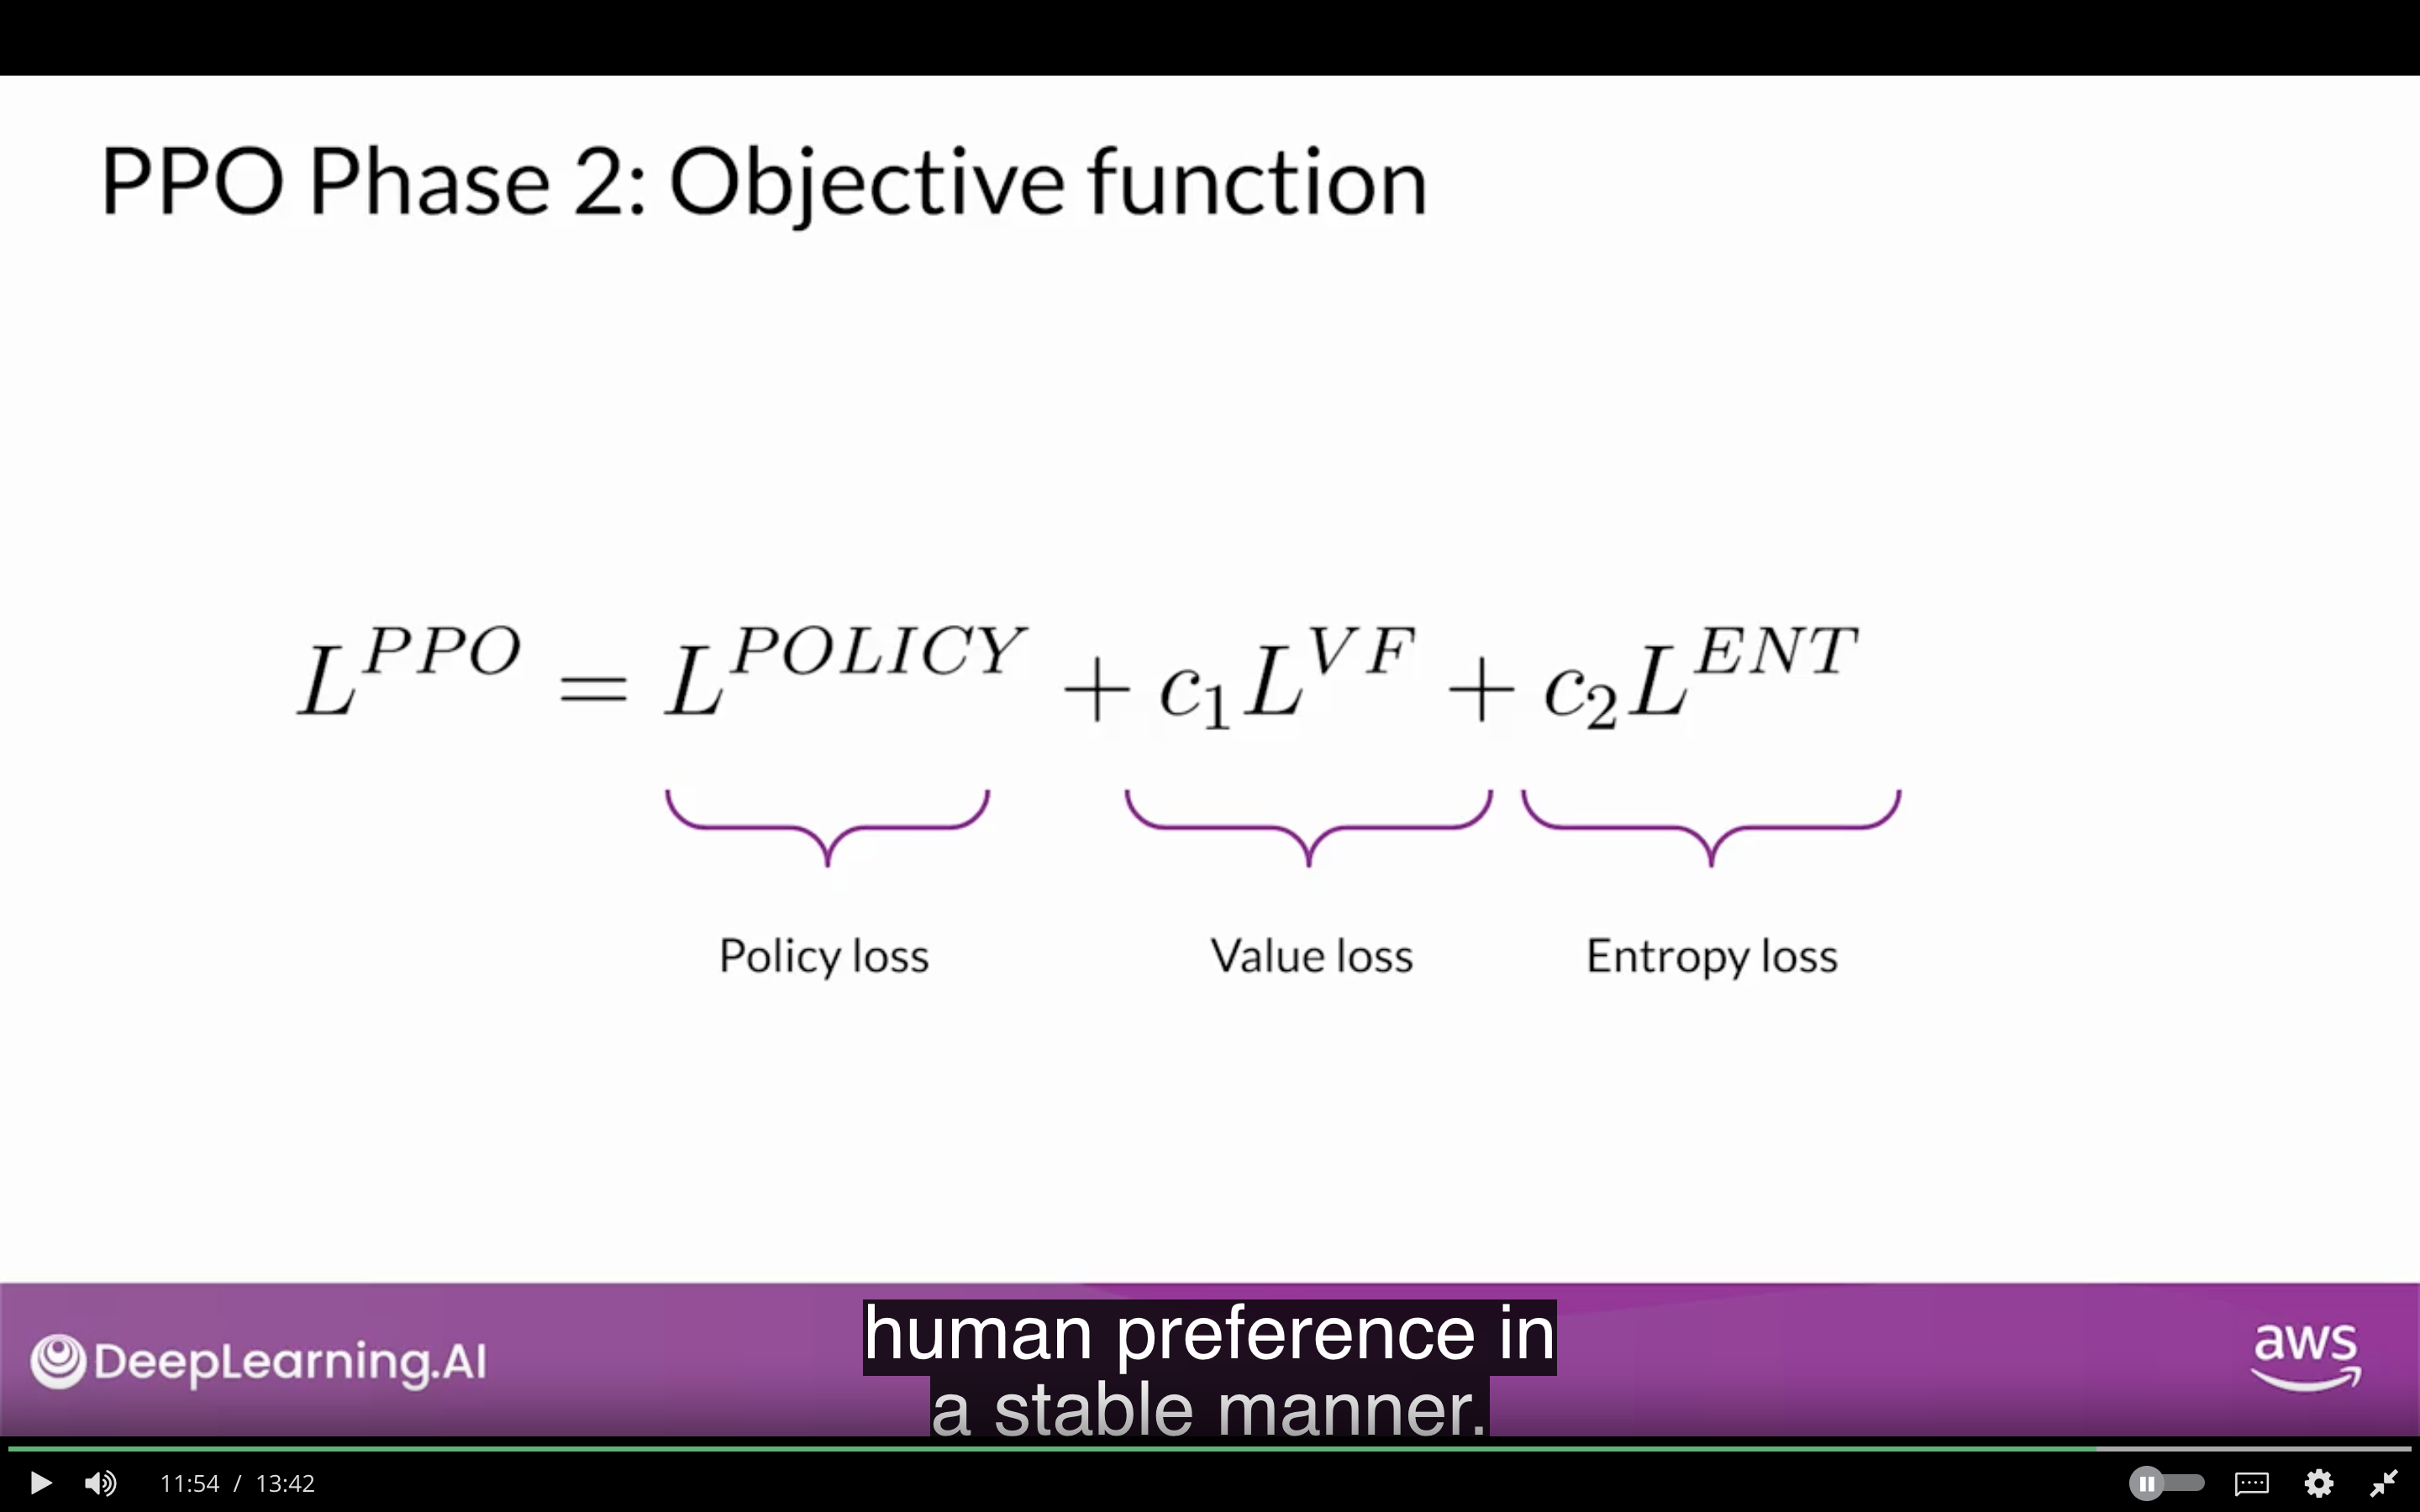 PPO Phase 2: Objective function
L^{PPO} = L^{POLICY} + c_1 L^{VF} + c_2 L^{ENT}
Policy loss Value loss Entropy loss
DeepLearning.AI
human preference in
a stable manner.
aws
11:54 / 13:42